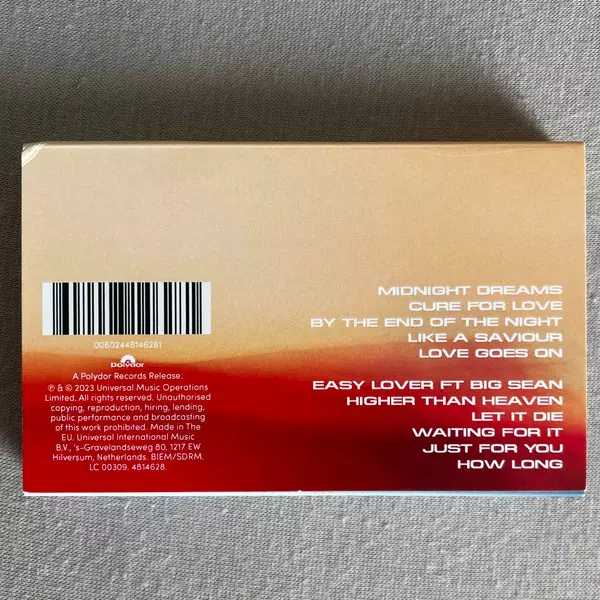 MIDNIGHT DREAMS
CURE FOR LOVE
BY THE END OF THE NIGHT
LIKE A SAVIOUR
LOVE GOES ON
EASY LOVER FT BIG SEAN
HIGHER THAN HEAVEN
LET IT DIE
WAITING FOR IT
JUST FOR YOU
HOW LONG
00602448146281
Polydor
A Polydor Records Release.
℗ & © 2023 Universal Music Operations
Limited. All rights reserved. Unauthorised
copying, reproduction, hiring, lending,
public performance and broadcasting
of this work prohibited. Made in The
EU. Universal International Music
B.V., 's-Gravelandseweg 80, 1217 EW
Hilversum, Netherlands. BIEM/SDRM.
LC 00309. 4814628.